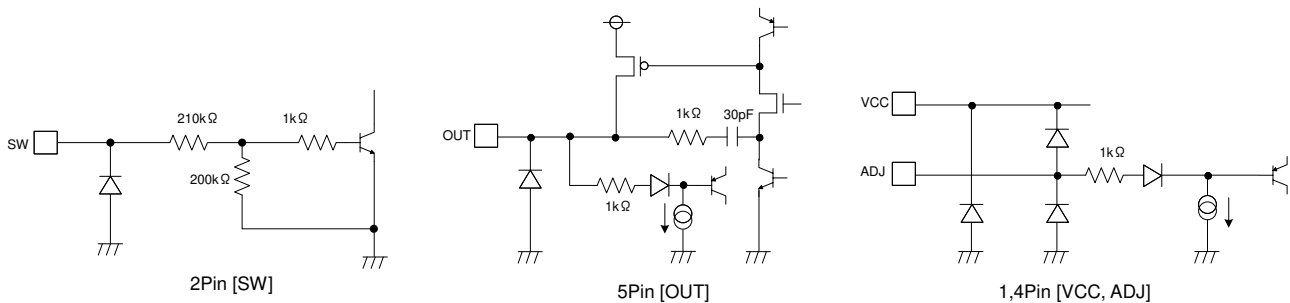 SW
210kΩ
1kΩ
200kΩ
2Pin [SW]
OUT
1kΩ
30pF
1kΩ
5Pin [OUT]
VCC
ADJ
1kΩ
1,4Pin [VCC, ADJ]